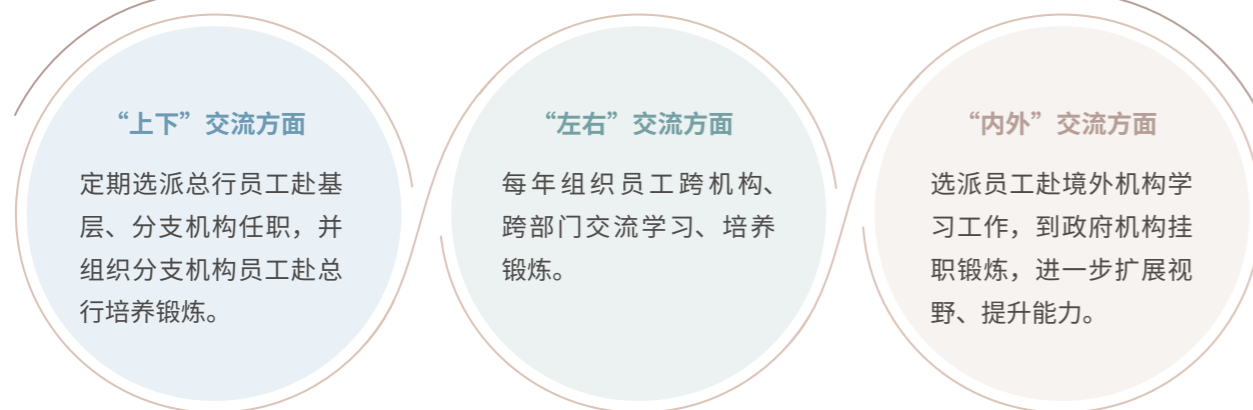 “上下”交流方面
定期选派总行员工赴基
层、分支机构任职，并
组织分支机构员工赴总
行培养锻炼。
“左右”交流方面
每年组织员工跨机构、
跨部门交流学习、培养
锻炼。
“内外”交流方面
选派员工赴境外机构学
习工作，到政府机构挂
职锻炼，进一步扩展视
野、提升能力。